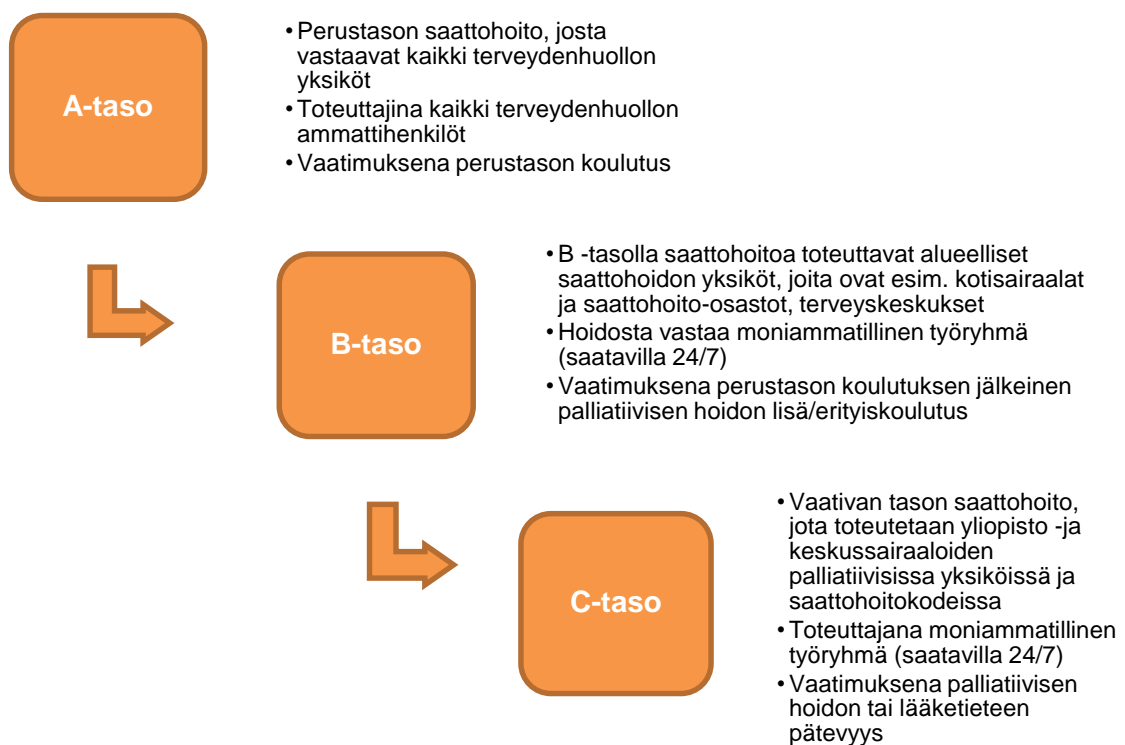 A-taso
• Perustason saattohoito, josta
vastaavat kaikki terveydenhuollon
yksiköt
• Toteuttajina kaikki terveydenhuollon
ammattihenkilöt
• Vaatimuksena perustason koulutus
B-taso
• B -tasolla saattohoitoa toteuttavat alueelliset
saattohoidon yksiköt, joita ovat esim. kotisairaalat
ja saattohoito-osastot, terveyskeskukset
• Hoidosta vastaa moniammatillinen työryhmä
(saatavilla 24/7)
• Vaatimuksena perustason koulutuksen jälkeinen
palliatiivisen hoidon lisä/erityiskoulutus
C-taso
• Vaativan tason saattohoito,
jota toteutetaan yliopisto -ja
keskussairaaloiden
palliatiivisissa yksiköissä ja
saattohoitokodeissa
• Toteuttajana moniammatillinen
työryhmä (saatavilla 24/7)
• Vaatimuksena palliatiivisen
hoidon tai lääketieteen
pätevyys